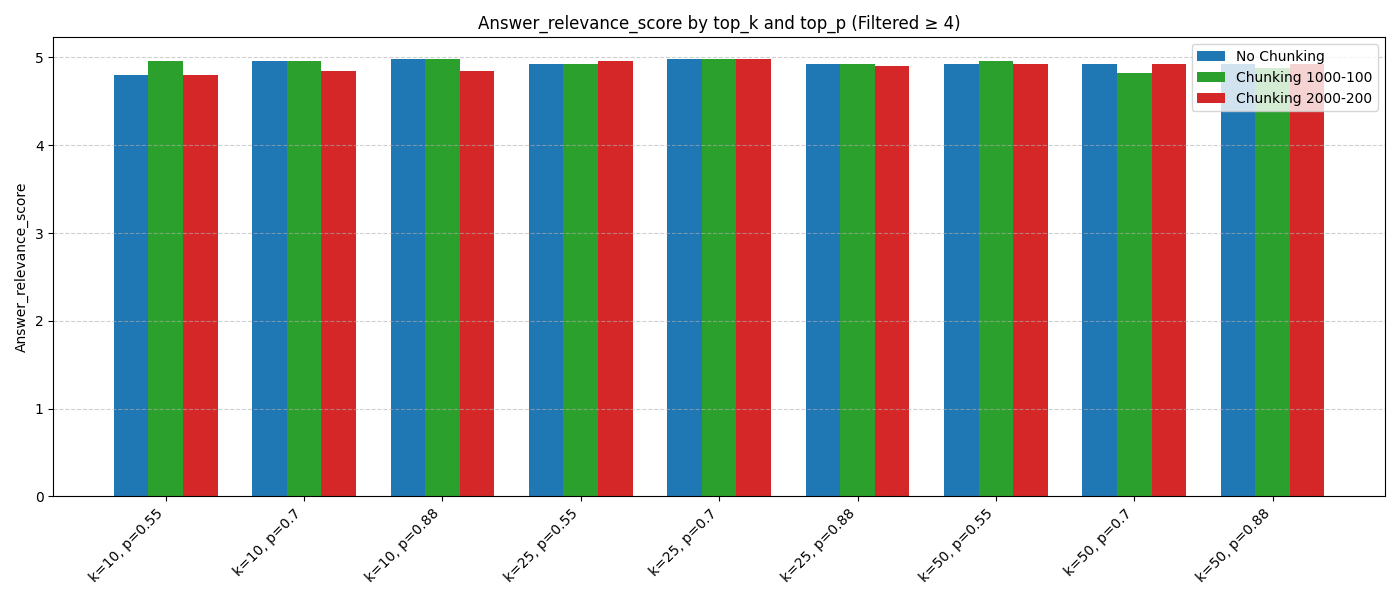 Answer_relevance_score by top_k and top_p (Filtered ≥ 4)
Answer_relevance_score
5
4
3
2
1
0
No Chunking
Chunking 1000-100
Chunking 2000-200
k=10, p=0.55
k=10, p=0.7
k=10, p=0.88
k=25, p=0.55
k=25, p=0.7
k=25, p=0.88
k=50, p=0.55
k=50, p=0.7
k=50, p=0.88